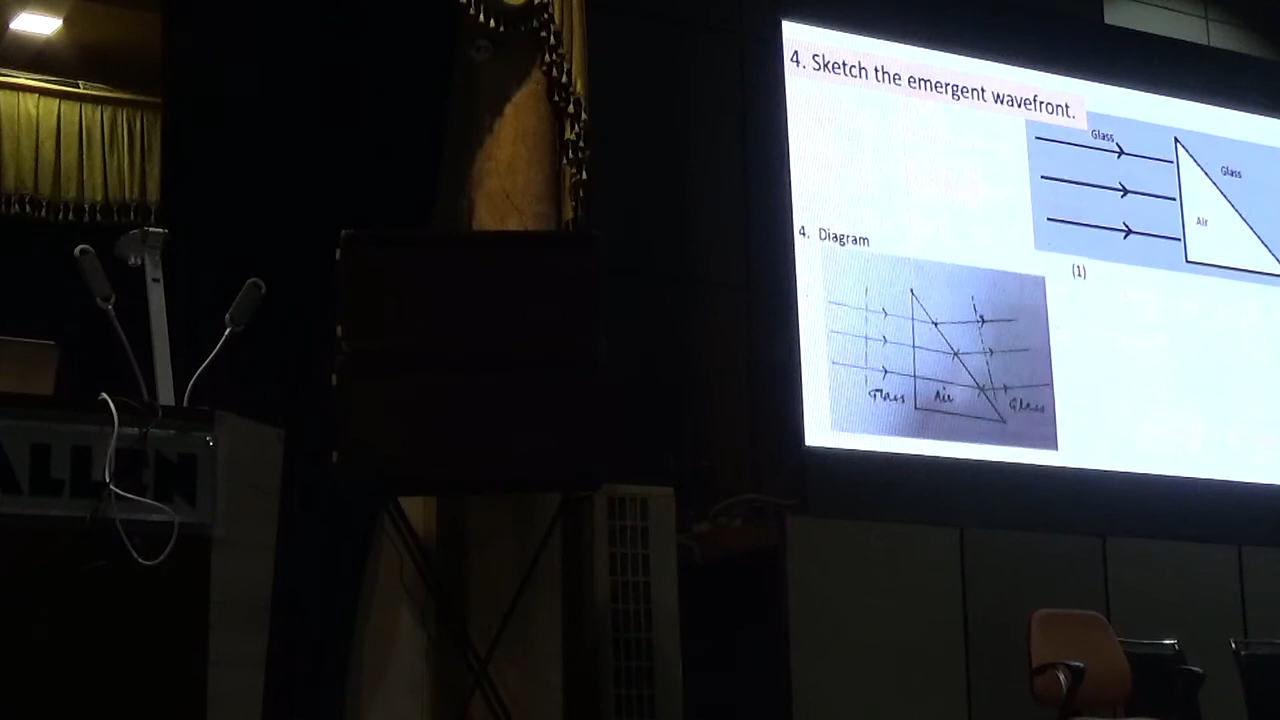 4. Sketch the emergent wavefront.
Glass
Glass
Air
4. Diagram
(1)
Glass Air Glass
ALLEN